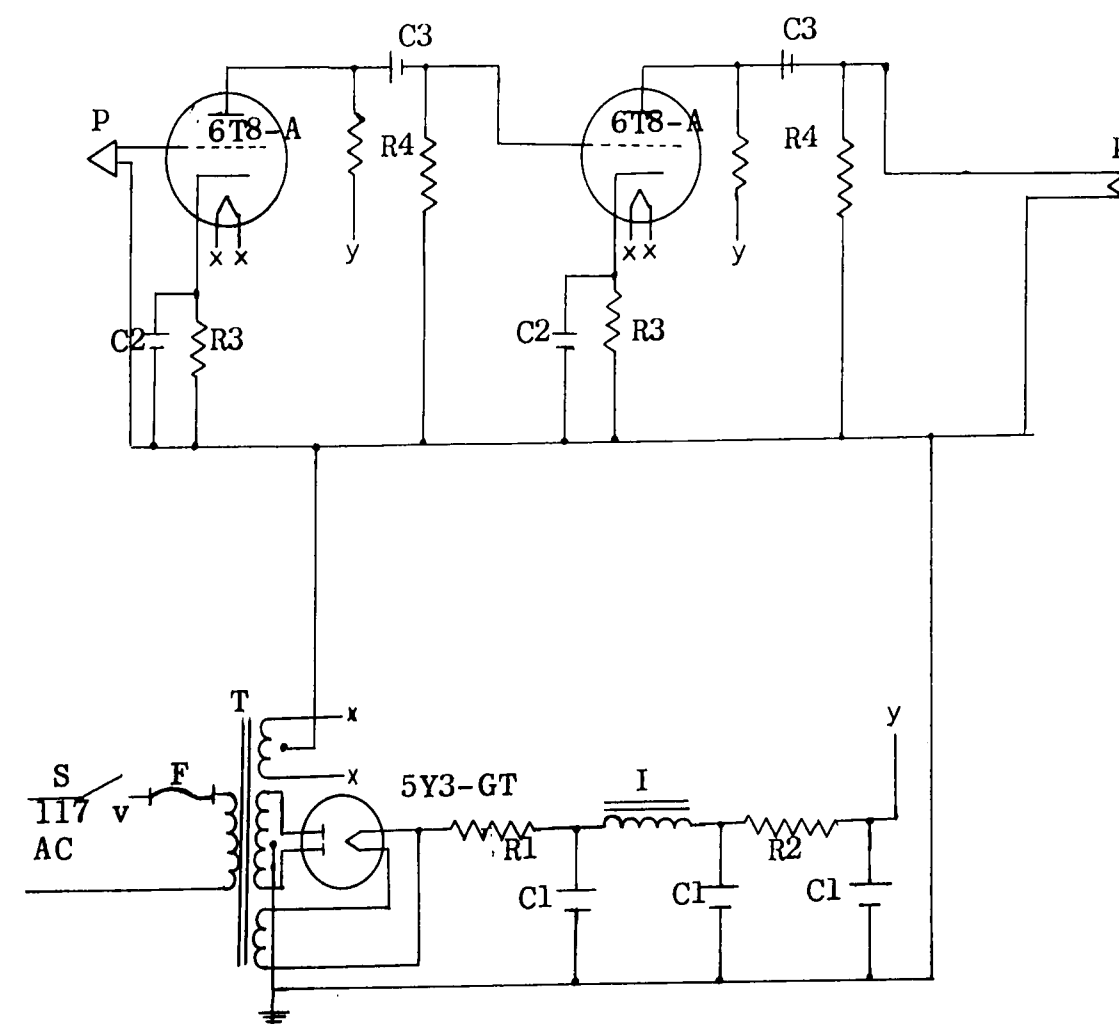 C3
C3
P
6T8-A
6T8-A
R4
R4
x x
y
x x
y
C2
R3
C2
R3
T
x
y
S
F
x
5Y3-GT
I
117 v
AC
R1
R2
C1
C1
C1